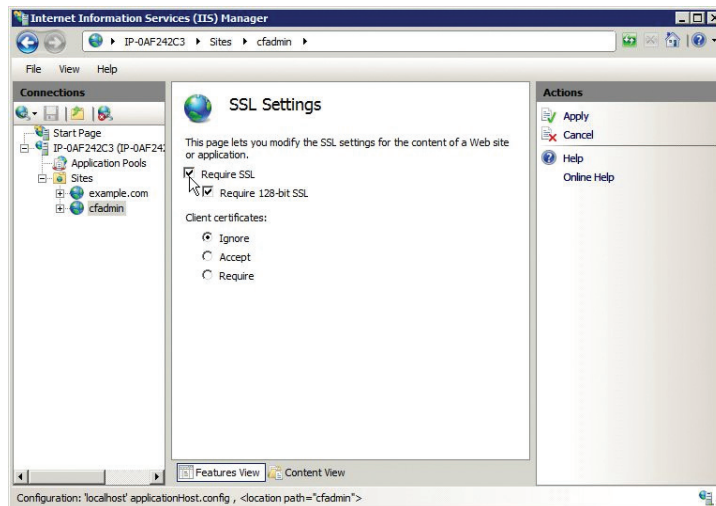 Internet Information Services (IIS) Manager
IP-0AF242C3 Sites cfadmin
File View Help
Connections
Start Page
IP-0AF242C3 (IP-0AF24
Application Pools
Sites
example.com
cfadmin
SSL Settings
This page lets you modify the SSL settings for the content of a Web site
or application.
Require SSL
Require 128-bit SSL
Client certificates:
Ignore
Accept
Require
Features View Content View
Actions
Apply
Cancel
Help
Online Help
Configuration: 'localhost' applicationHost.config , <location path="cfadmin">